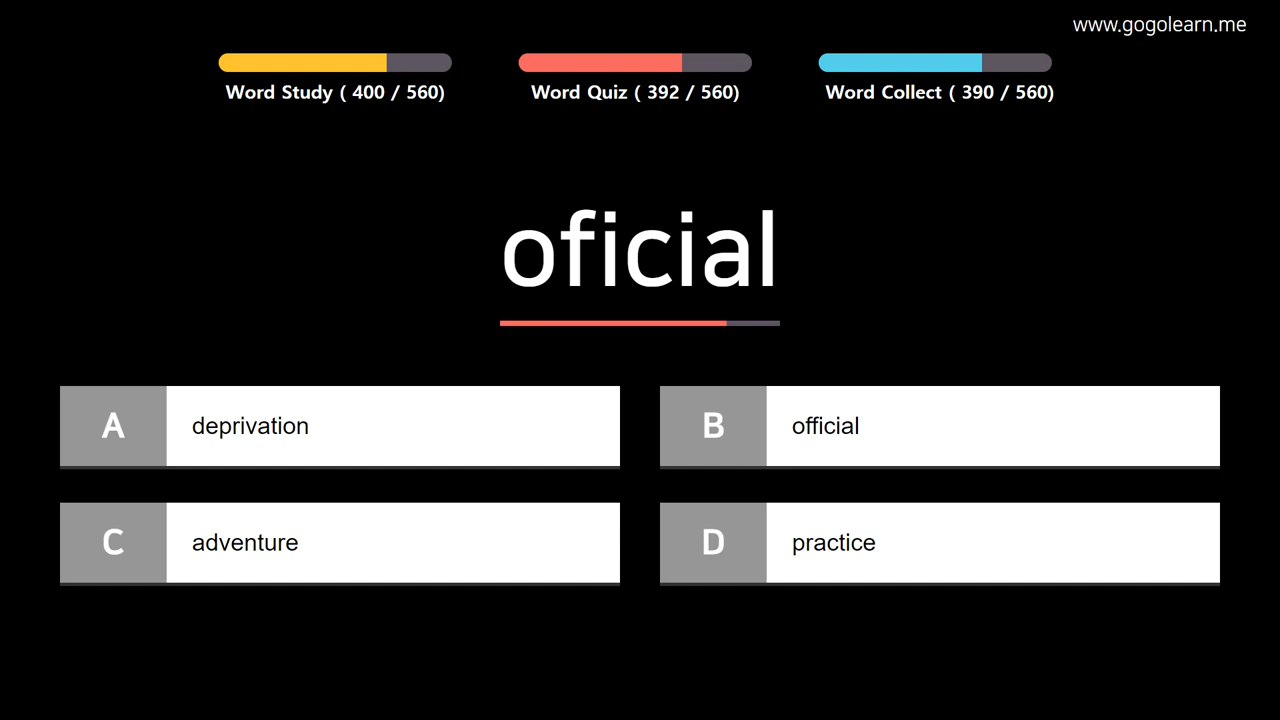 www.gogolearn.me
Word Study ( 400 / 560)
Word Quiz ( 392 / 560)
Word Collect ( 390 / 560)
oficial
A deprivation
B official
C adventure
D practice